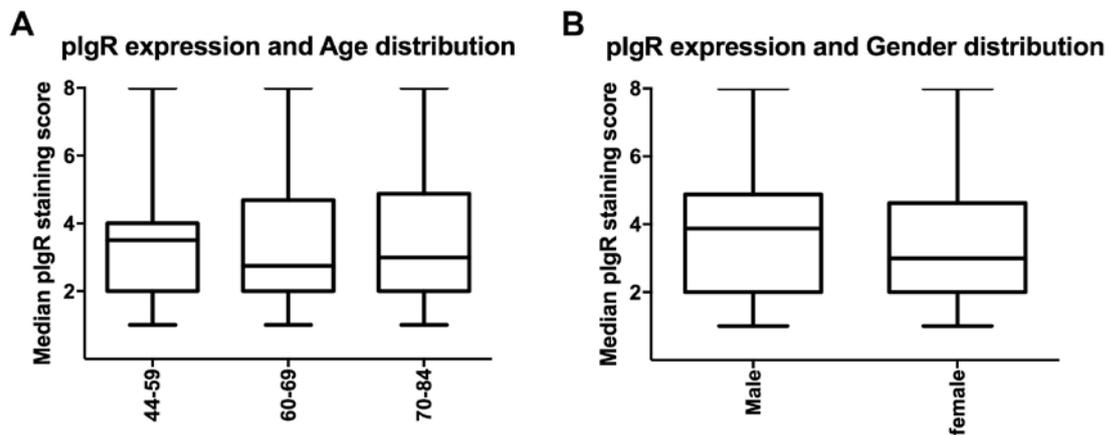 A
pIgR expression and Age distribution
Median pIgR staining score
8
6
4
2
44-59
60-69
70-84
B
pIgR expression and Gender distribution
Median pIgR staining score
8
6
4
2
Male
female